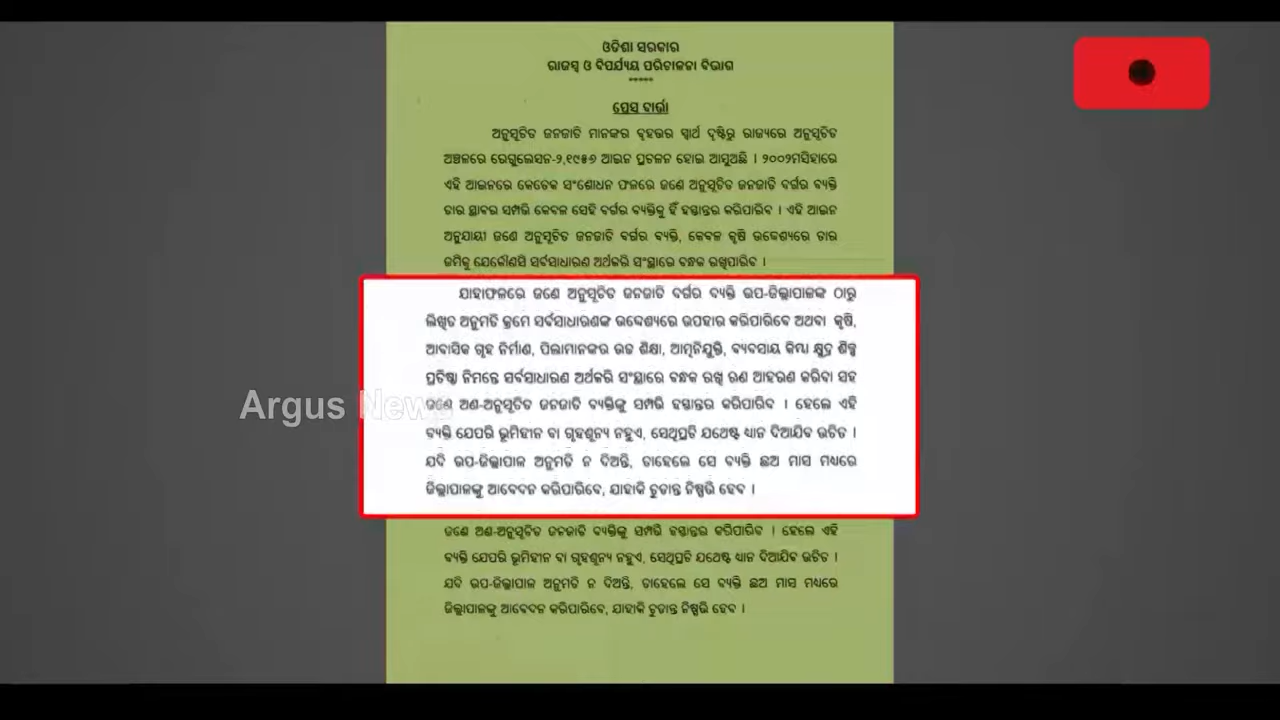 ଓଡିଶା ସରକାର
ରାଜସ୍ୱ ଓ ବିପର୍ଯ୍ୟୟ ପରିଚାଳନା ବିଭାଗ
*****
ପ୍ରେସ୍ ବାର୍ତ୍ତା
ଅନୁସୂଚିତ ଜନଜାତି ମାନଙ୍କର ବୃହତ୍ତର ସ୍ୱାର୍ଥ ଦୃଷ୍ଟିରୁ ରାଜ୍ୟରେ ଅନୁସୂଚିତ
ଅଞ୍ଚଳରେ ରେଗୁଲେସନ-୨,୧୯୫୬ ଆଇନ ପ୍ରଚଳନ ହୋଇ ଆସୁଅଛି । ୨୦୦୨ମସିହାରେ
ଏହି ଆଇନରେ କେତେକ ସଂଶୋଧନ ଫଳରେ ଜଣେ ଅନୁସୂଚିତ ଜନଜାତି ବର୍ଗର ବ୍ୟକ୍ତି
ତାର ସ୍ଥାବର ସମ୍ପତ୍ତି କେବଳ ସେହି ବର୍ଗର ବ୍ୟକ୍ତିକୁ ହିଁ ହସ୍ତାନ୍ତର କରିପାରିବ । ଏହି ଆଇନ
ଅନୁଯାୟୀ ଜଣେ ଅନୁସୂଚିତ ଜନଜାତି ବର୍ଗର ବ୍ୟକ୍ତି, କେବଳ କୃଷି ଉଦ୍ଦେଶ୍ୟରେ ତାର
ଜମିକୁ ଯେକୌଣସି ସର୍ବସାଧାରଣ ଅର୍ଥକରି ସଂସ୍ଥାରେ ବନ୍ଧକ ରଖିପାରିବ ।
ଯାହାଫଳରେ ଜଣେ ଅନୁସୂଚିତ ଜନଜାତି ବର୍ଗର ବ୍ୟକ୍ତି ଉପ-ଜିଲ୍ଲାପାଳଙ୍କ ଠାରୁ
ଲିଖିତ ଅନୁମତି କ୍ରମେ ସର୍ବସାଧାରଣଙ୍କ ଉଦ୍ଦେଶ୍ୟରେ ଉପହାର କରିପାରିବେ ଅଥବା କୃଷି,
ଆବାସିକ ଗୃହ ନିର୍ମାଣ, ପିଲାମାନଙ୍କର ଉଚ୍ଚ ଶିକ୍ଷା, ଆତ୍ମନିଯୁକ୍ତି, ବ୍ୟବସାୟ କିମ୍ବା କ୍ଷୁଦ୍ର ଶିଳ୍ପ
ପ୍ରତିଷ୍ଠା ନିମନ୍ତେ ସର୍ବସାଧାରଣ ଅର୍ଥକରି ସଂସ୍ଥାରେ ବନ୍ଧକ ରଖି ଋଣ ଆହରଣ କରିବା ସହ
ଜଣେ ଅଣ-ଅନୁସୂଚିତ ଜନଜାତି ବ୍ୟକ୍ତିଙ୍କୁ ସମ୍ପତ୍ତି ହସ୍ତାନ୍ତର କରିପାରିବ । ହେଲେ ଏହି
ବ୍ୟକ୍ତି ଯେପରି ଭୂମିହୀନ ବା ଗୃହଶୂନ୍ୟ ନହୁଏ, ସେଥିପ୍ରତି ଯଥେଷ୍ଟ ଧ୍ୟାନ ଦିଆଯିବ ଉଚିତ ।
ଯଦି ଉପ-ଜିଲ୍ଲାପାଳ ଅନୁମତି ନ ଦିଅନ୍ତି, ତାହେଲେ ସେ ବ୍ୟକ୍ତି ଛଅ ମାସ ମଧ୍ୟରେ
ଜିଲ୍ଲାପାଳଙ୍କୁ ଆବେଦନ କରିପାରିବେ, ଯାହାକି ଚୁଡାନ୍ତ ନିଷ୍ପତ୍ତି ହେବ ।
Argus News
ଜଣେ ଅଣ-ଅନୁସୂଚିତ ଜନଜାତି ବ୍ୟକ୍ତିଙ୍କୁ ସମ୍ପତ୍ତି ହସ୍ତାନ୍ତର କରିପାରିବ । ହେଲେ ଏହି
ବ୍ୟକ୍ତି ଯେପରି ଭୂମିହୀନ ବା ଗୃହଶୂନ୍ୟ ନହୁଏ, ସେଥିପ୍ରତି ଯଥେଷ୍ଟ ଧ୍ୟାନ ଦିଆଯିବ ଉଚିତ ।
ଯଦି ଉପ-ଜିଲ୍ଲାପାଳ ଅନୁମତି ନ ଦିଅନ୍ତି, ତାହେଲେ ସେ ବ୍ୟକ୍ତି ଛଅ ମାସ ମଧ୍ୟରେ
ଜିଲ୍ଲାପାଳଙ୍କୁ ଆବେଦନ କରିପାରିବେ, ଯାହାକି ଚୁଡାନ୍ତ ନିଷ୍ପତ୍ତି ହେବ ।